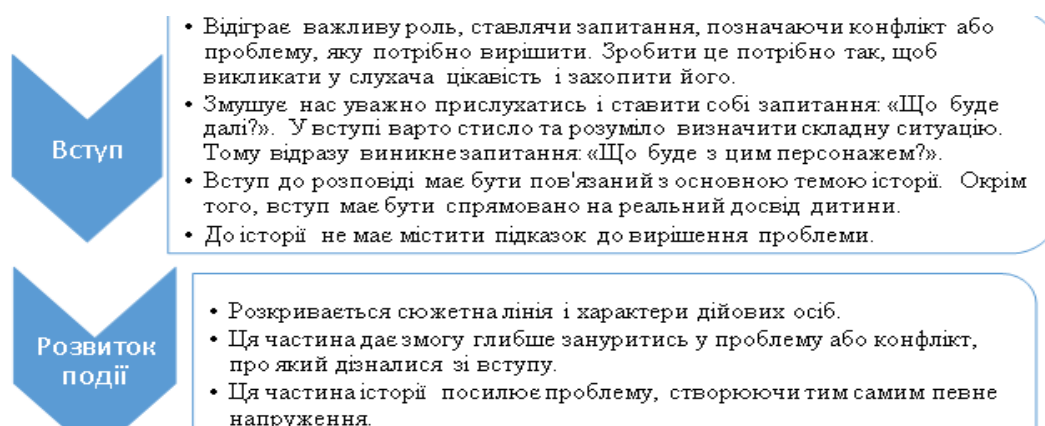 • Відіграє важливу роль, ставлячи запитання, позначаючи конфлікт або
проблему, яку потрібно вирішити. Зробити це потрібно так, щоб
викликати у слухача цікавість і захопити його.
• Змушує нас уважно прислухатись і ставити собі запитання: «Що буде
далі?». У вступі варто стисло та розуміло визначити складну ситуацію.
Тому відразу виникнезапитання: «Що буде з цим персонажем?».
• Вступ до розповіді має бути пов'язаний з основною темою історії. Окрім
того, вступ має бути спрямовано на реальний досвід дитини.
• До історії не має містити підказок до вирішення проблеми.
Вступ
• Розкривається сюжетна лінія і характери дійових осіб.
• Ця частина дає змогу глибше зануритись у проблему або конфлікт,
про який дізналися зі вступу.
• Ця частина історії посилює проблему, створюючи тим самим певне
напруження.
Розвиток
події